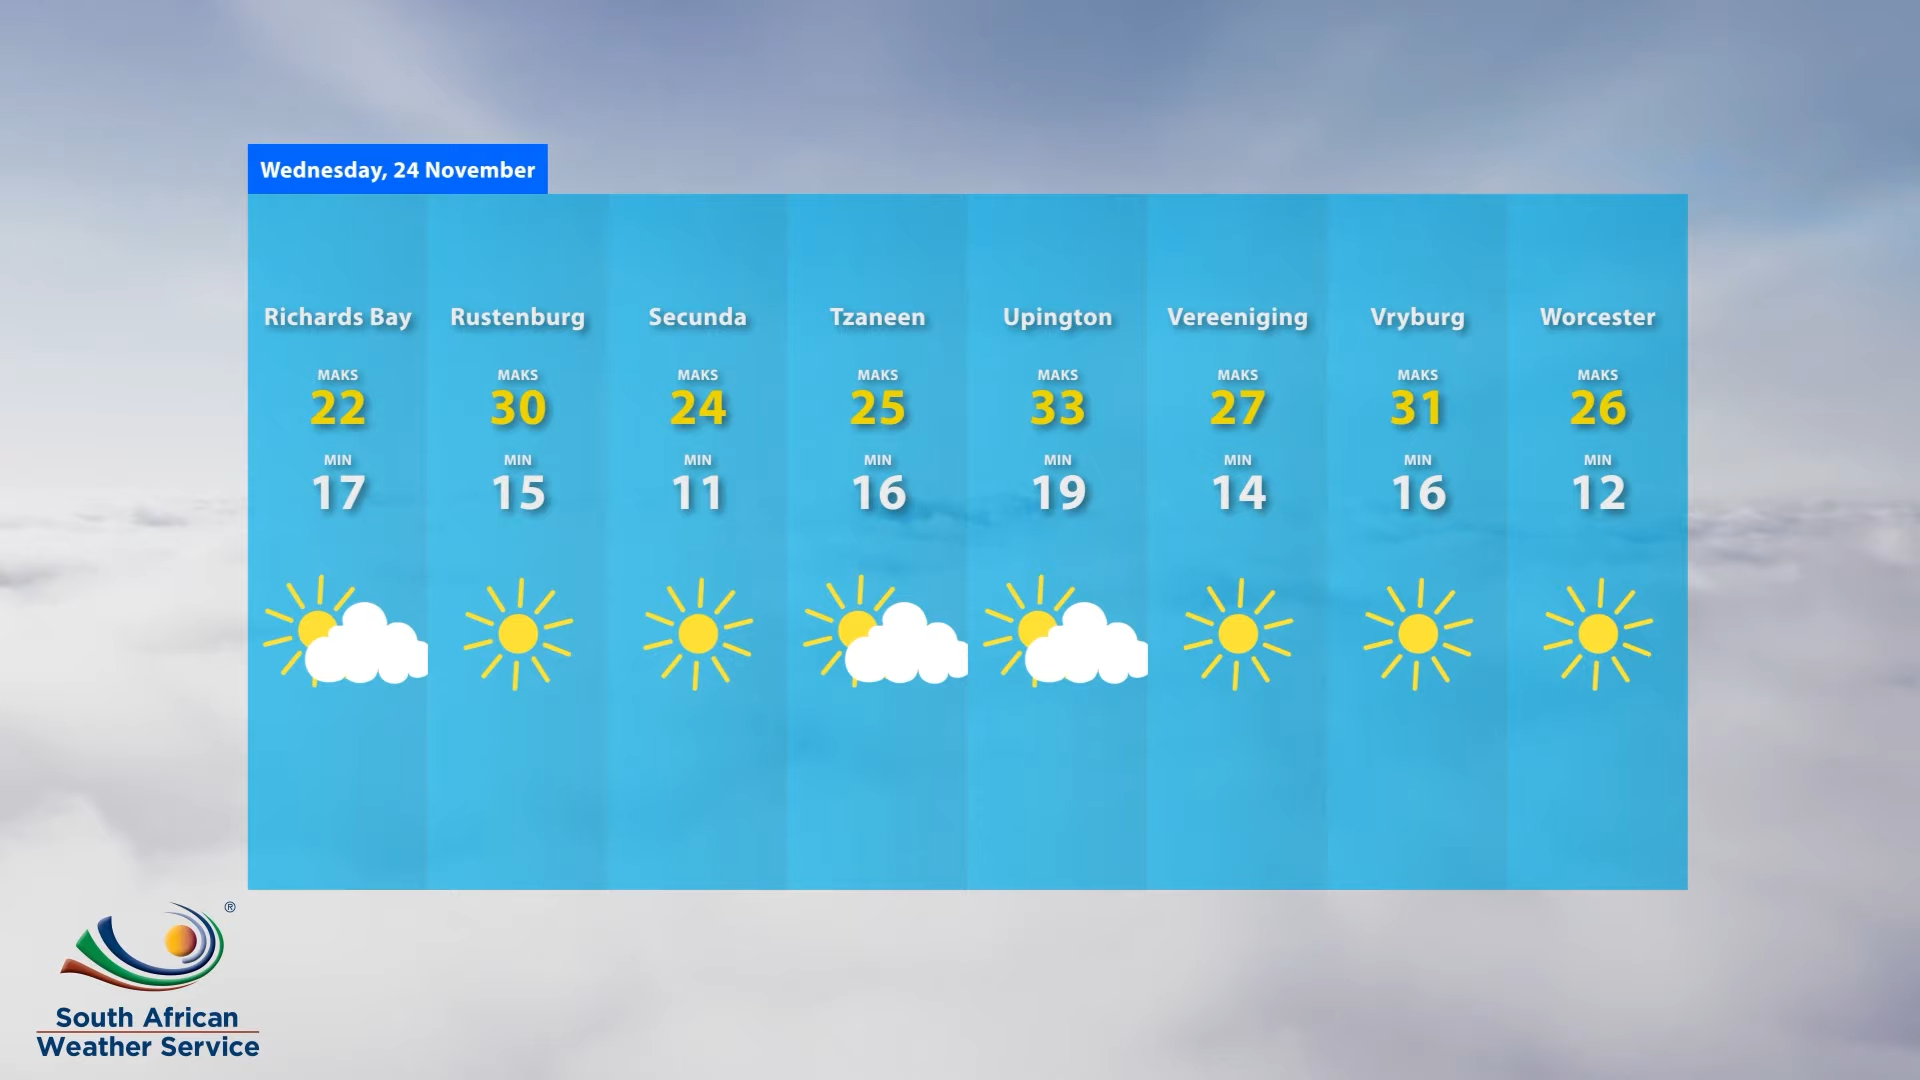 Wednesday, 24 November
Richards Bay Rustenburg Secunda Tzaneen Upington Vereeniging Vryburg Worcester
MAKS MAKS MAKS MAKS MAKS MAKS MAKS MAKS
22 30 24 25 33 27 31 26
MIN MIN MIN MIN MIN MIN MIN MIN
17 15 11 16 19 14 16 12
®
South African
Weather Service